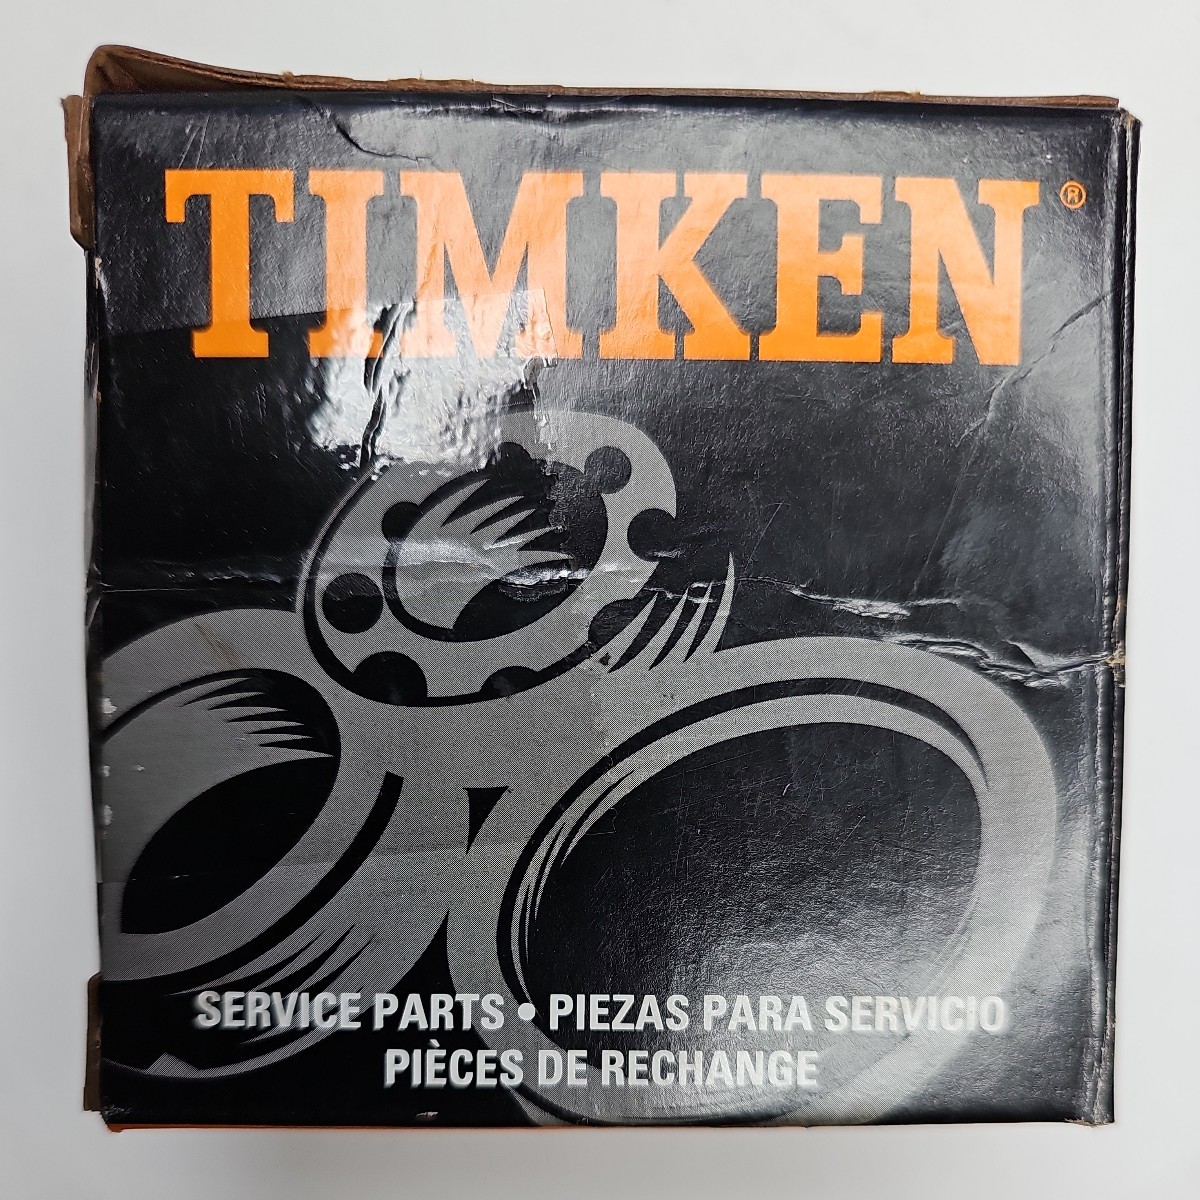 TIMKEN®
SERVICE PARTS • PIEZAS PARA SERVICIO
PIÈCES DE RECHANGE